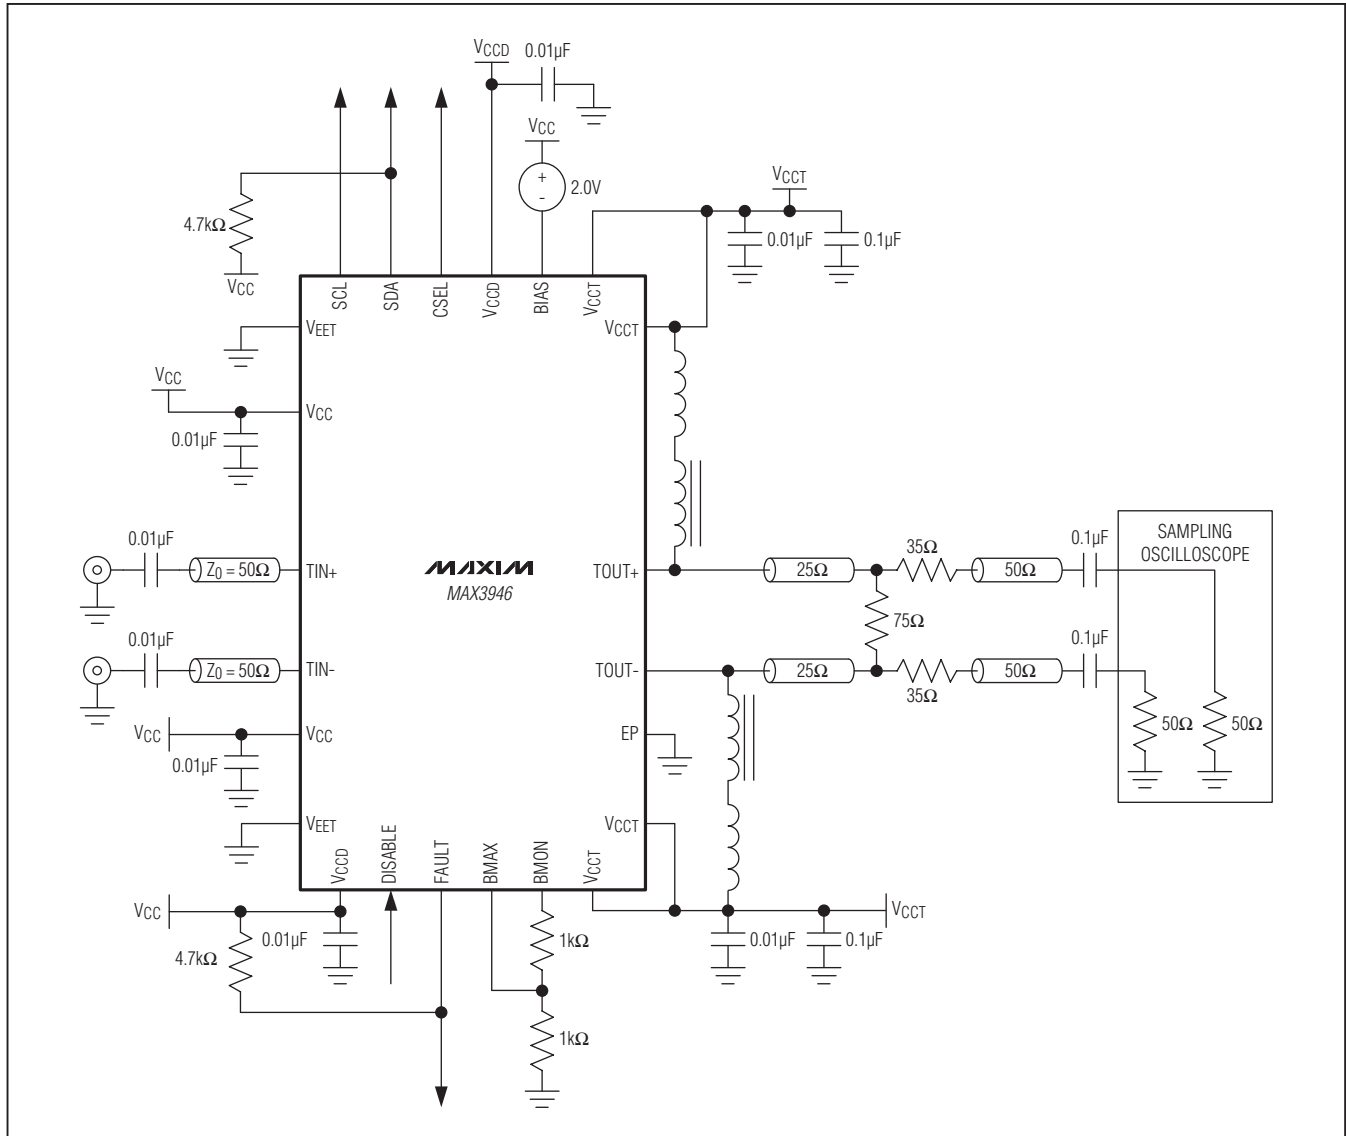 VCCD 0.01µF
VCC
+
-
2.0V
VCCT
0.01µF 0.1µF
4.7kΩ
VCC
SCL SDA CSEL VCCD BIAS VCCT
VEET VCCT
VCC
VCC
0.01µF
0.01µF
Z0 = 50Ω
TIN+
MAXIM
MAX3946
TOUT+
25Ω
35Ω
50Ω
0.1µF
SAMPLING
OSCILLOSCOPE
75Ω
0.01µF
Z0 = 50Ω
TIN-
TOUT-
25Ω
35Ω
50Ω
0.1µF
50Ω
50Ω
VCC
VCC
EP
0.01µF
VEET
VCCT
VCCD DISABLE FAULT BMAX BMON VCCT
VCC
0.01µF
4.7kΩ
1kΩ
1kΩ
0.01µF
0.1µF
VCCT